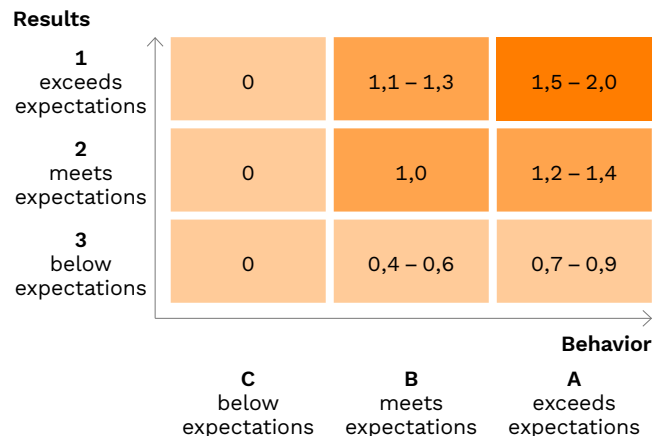 Results
1
exceeds
expectations
0
1,1 – 1,3
1,5 – 2,0
2
meets
expectations
0
1,0
1,2 – 1,4
3
below
expectations
0
0,4 – 0,6
0,7 – 0,9
Behavior
C
below
expectations
B
meets
expectations
A
exceeds
expectations